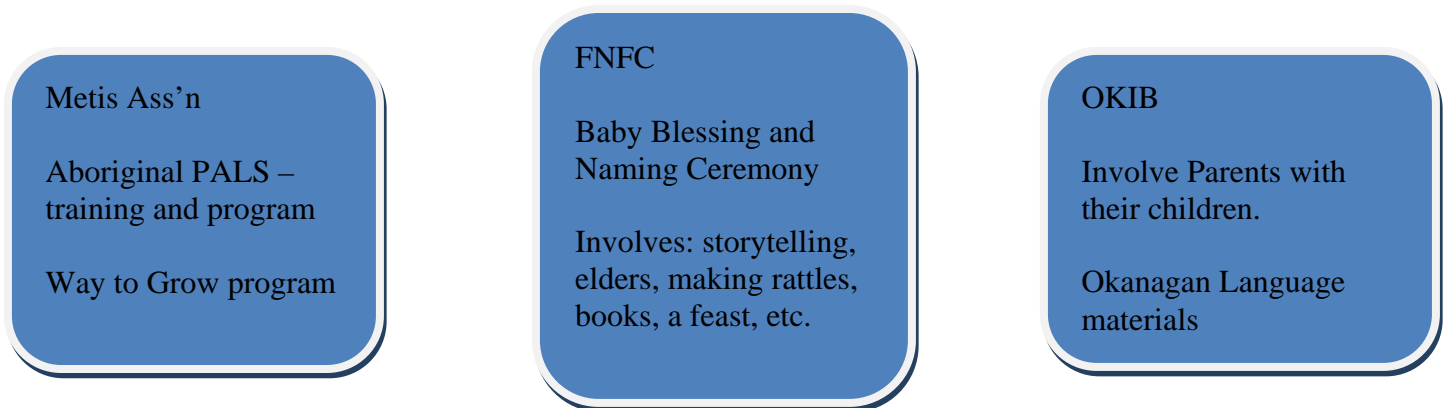 Metis Ass’n
Aboriginal PALS –
training and program
Way to Grow program
FNFC
Baby Blessing and
Naming Ceremony
Involves: storytelling,
elders, making rattles,
books, a feast, etc.
OKIB
Involve Parents with
their children.
Okanagan Language
materials